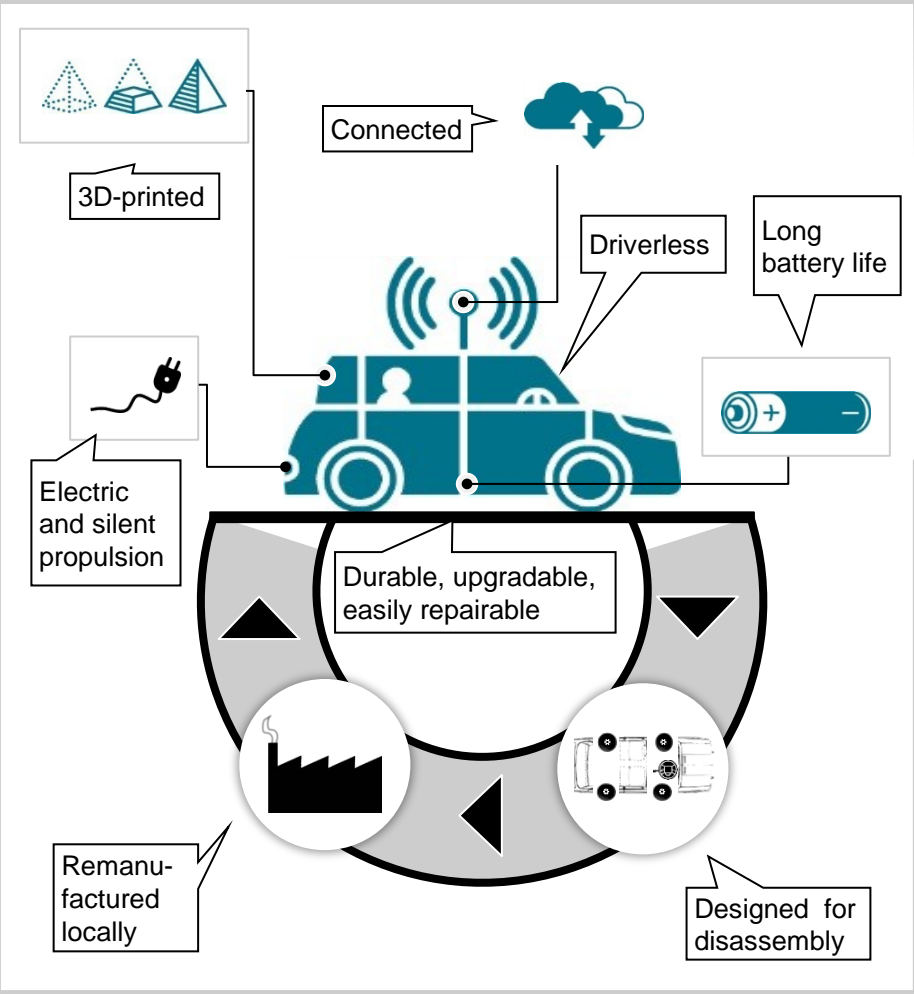 Connected
3D-printed
Driverless
Long
battery life
Electric
and silent
propulsion
Durable, upgradable,
easily repairable
Remanu-
factured
locally
Designed for
disassembly